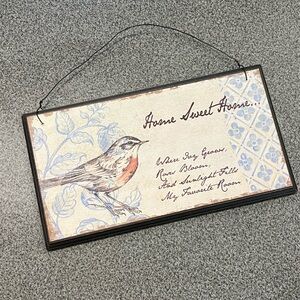 Home Sweet Home...
Where Ivy Grows,
Roses Bloom,
And Sunlight Falls
My Favorite Room